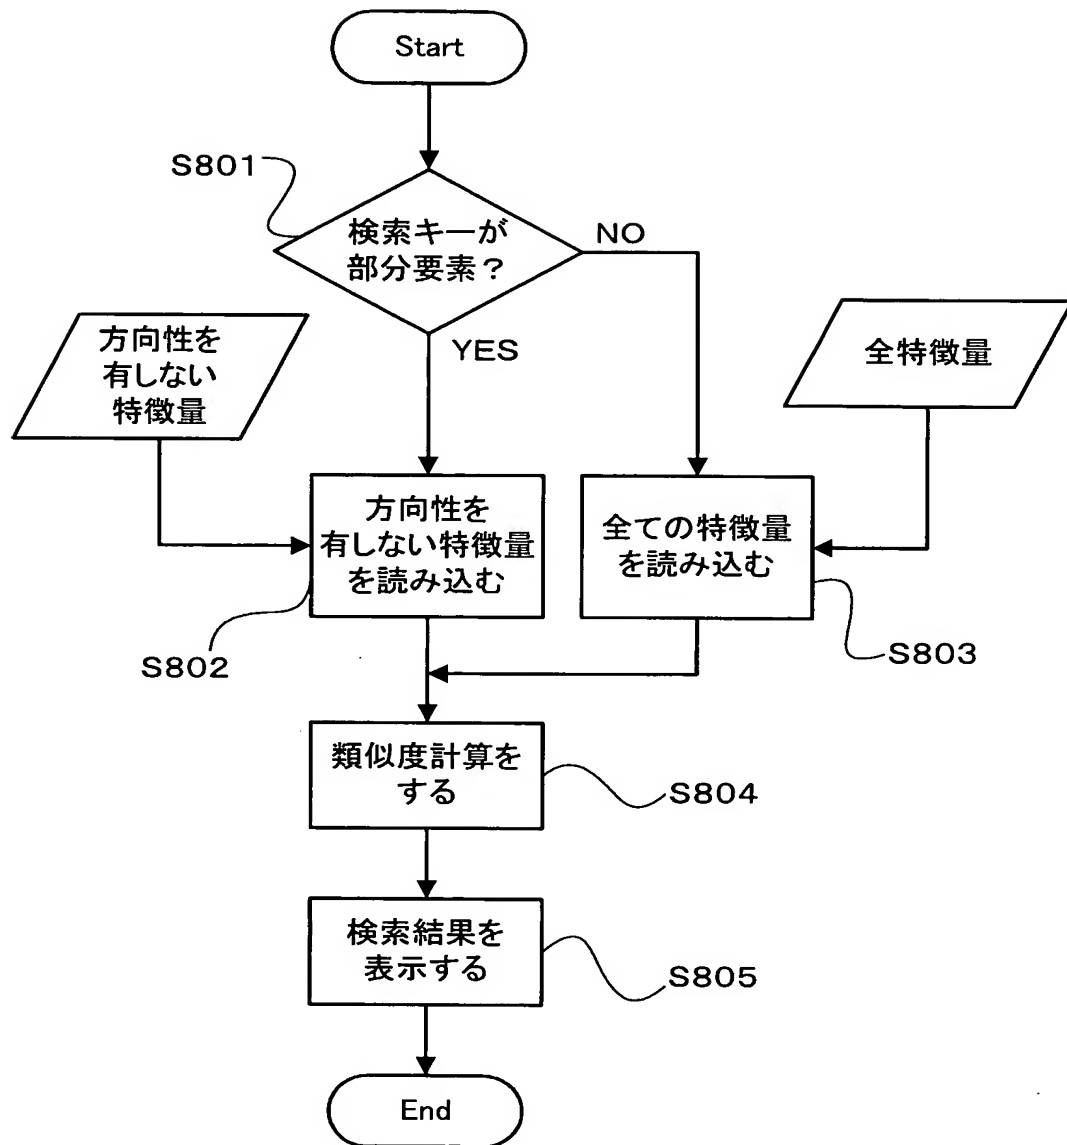 Start
S801
検索キーが
部分要素？
NO
YES
方向性を
有しない
特徴量
全特徴量
方向性を
有しない特徴量
を読み込む
全ての特徴量
を読み込む
S802
S803
類似度計算を
する
S804
検索結果を
表示する
S805
End